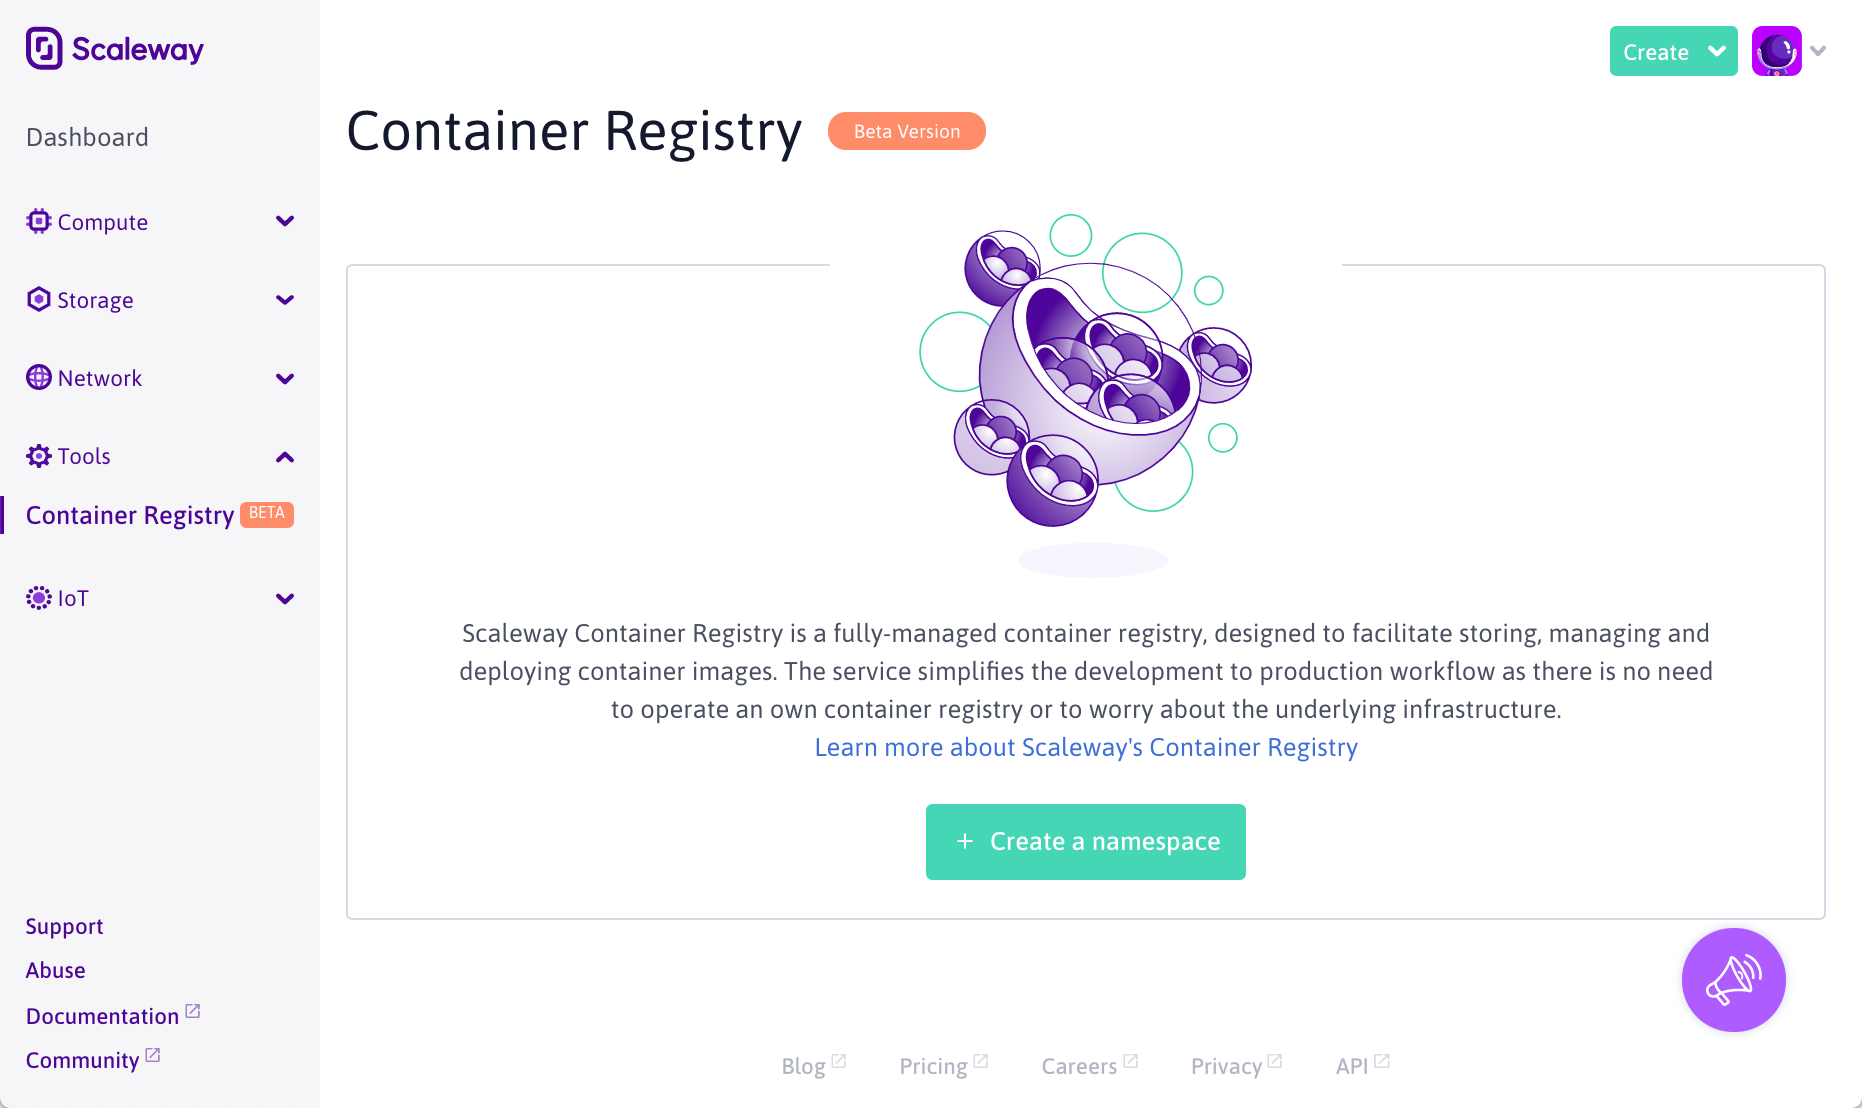 Scaleway
Create
Dashboard
Container Registry
Beta Version
Compute
Storage
Network
Tools
Container Registry BETA
IoT
Scaleway Container Registry is a fully-managed container registry, designed to facilitate storing, managing and
deploying container images. The service simplifies the development to production workflow as there is no need
to operate an own container registry or to worry about the underlying infrastructure.
Learn more about Scaleway's Container Registry
+ Create a namespace
Support
Abuse
Documentation
Community
Blog
Pricing
Careers
Privacy
API